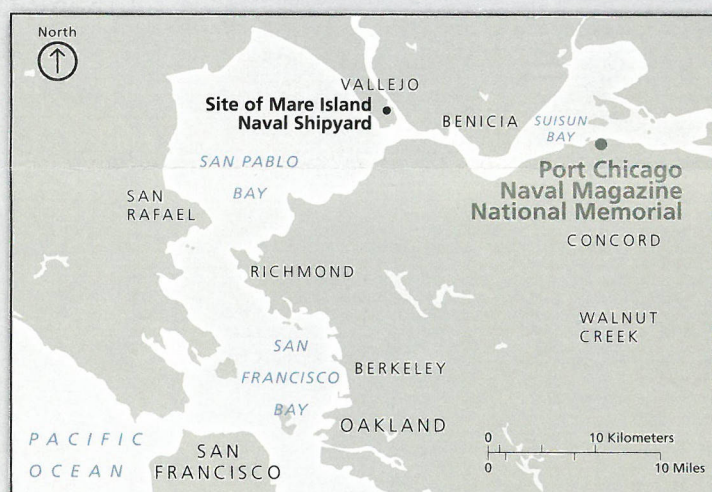 North
VALLEJO
Site of Mare Island
Naval Shipyard
BENICIA
SUISUN
BAY
Port Chicago
Naval Magazine
National Memorial
SAN PABLO
BAY
SAN
RAFAEL
CONCORD
RICHMOND
WALNUT
CREEK
SAN
FRANCISCO
BAY
BERKELEY
OAKLAND
PACIFIC
OCEAN
SAN
FRANCISCO
0 10 Kilometers
0 10 Miles